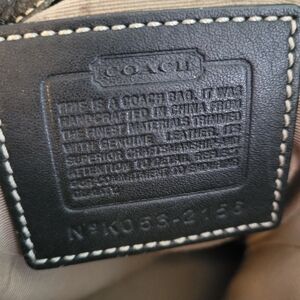 COACH
THIS IS A COACH BAG. IT WAS
HANDCRAFTED IN CHINA FROM
THE FINEST MATERIALS TRIMMED
WITH GENUINE LEATHER. ITS
SUPERIOR CRAFTSMANSHIP AND
ATTENTION TO DETAIL REFLECT